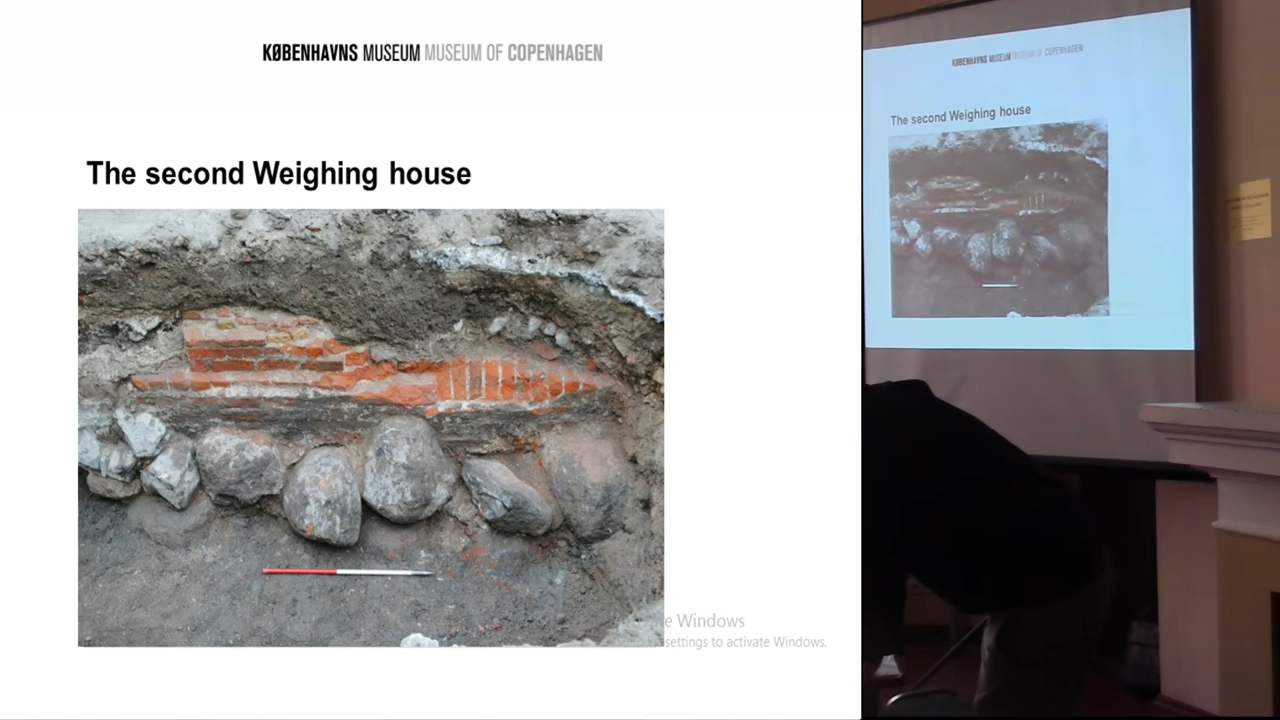 KØBENHAVNS MUSEUM MUSEUM OF COPENHAGEN
The second Weighing house
e Windows
settings to activate Windows.
KØBENHAVNS MUSEUM MUSEUM OF COPENHAGEN
The second Weighing house